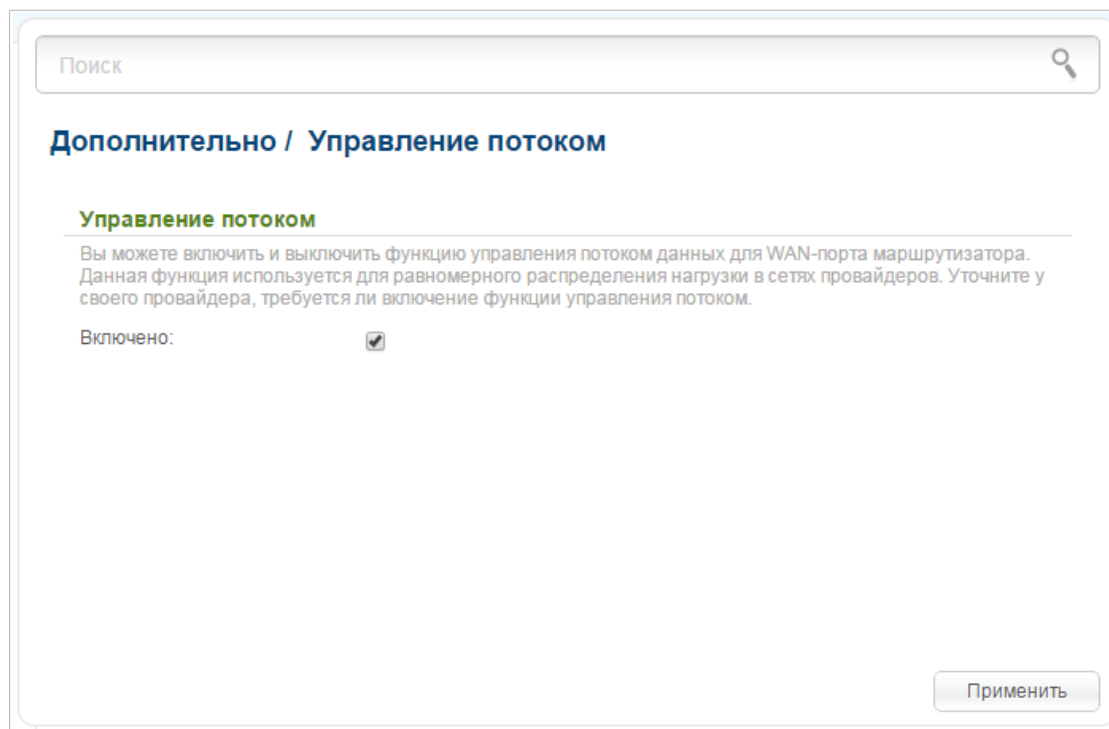 Поиск
Дополнительно / Управление потоком
Управление потоком
Вы можете включить и выключить функцию управления потоком данных для WAN-порта маршрутизатора.
Данная функция используется для равномерного распределения нагрузки в сетях провайдеров. Уточните у
своего провайдера, требуется ли включение функции управления потоком.
Включено:
Применить